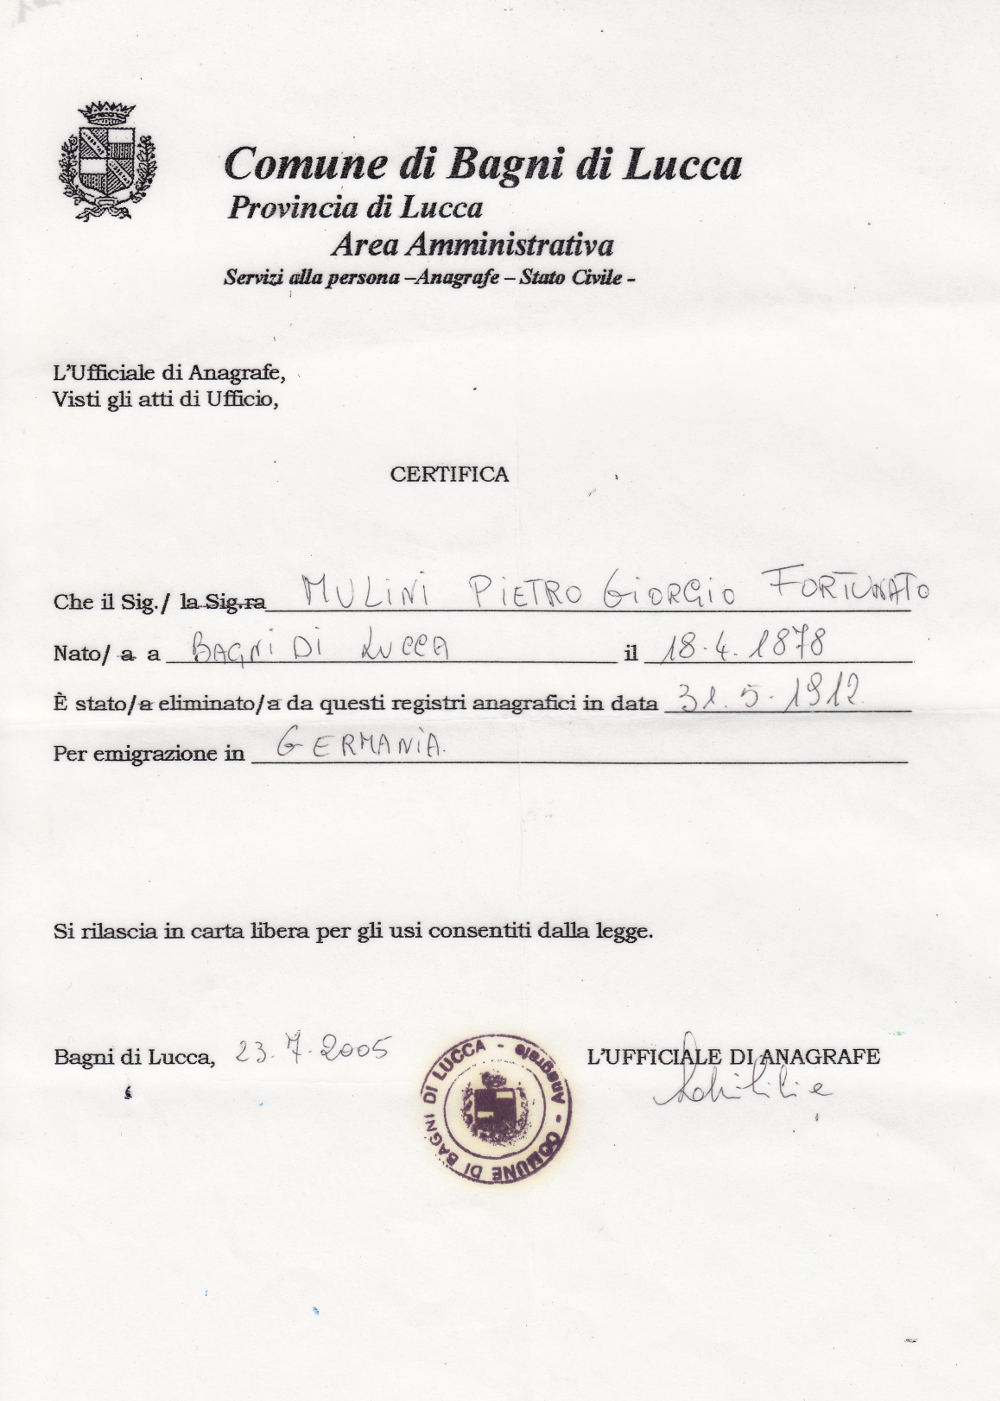 Comune di Bagni di Lucca
Provincia di Lucca
Area Amministrativa
Servizi alla persona –Anagrafe – Stato Civile -
L'Ufficiale di Anagrafe,
Visti gli atti di Ufficio,
CERTIFICA
Che il Sig./ la Sig.ra MULINI PIETRO GIORGIO FORTUNATO
Nato/ a a BAGNI DI LUCCA il 18.4.1878
È stato/a eliminato/a da questi registri anagrafici in data 31.5.1912
Per emigrazione in GERMANIA.
Si rilascia in carta libera per gli usi consentiti dalla legge.
Bagni di Lucca, 23.7.2005
L'UFFICIALE DI ANAGRAFE
COMUNE DI BAGNI DI LUCCA - Anagrafe -